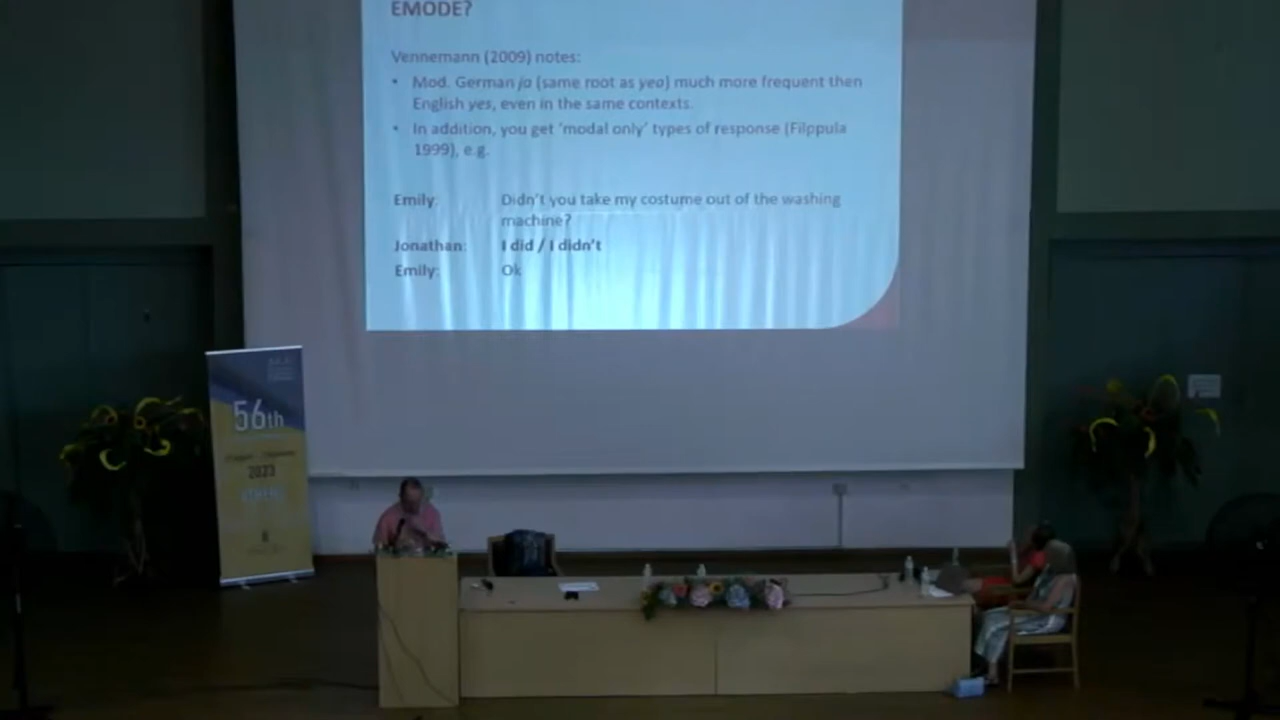 EMODE?
Vennemann (2009) notes:
• Mod. German ja (same root as yea) much more frequent then
English yes, even in the same contexts.
• In addition, you get ‘modal only’ types of response (Filppula
1999), e.g.
Emily: Didn’t you take my costume out of the washing
machine?
Jonathan: I did / I didn’t
Emily: Ok
56th
2023